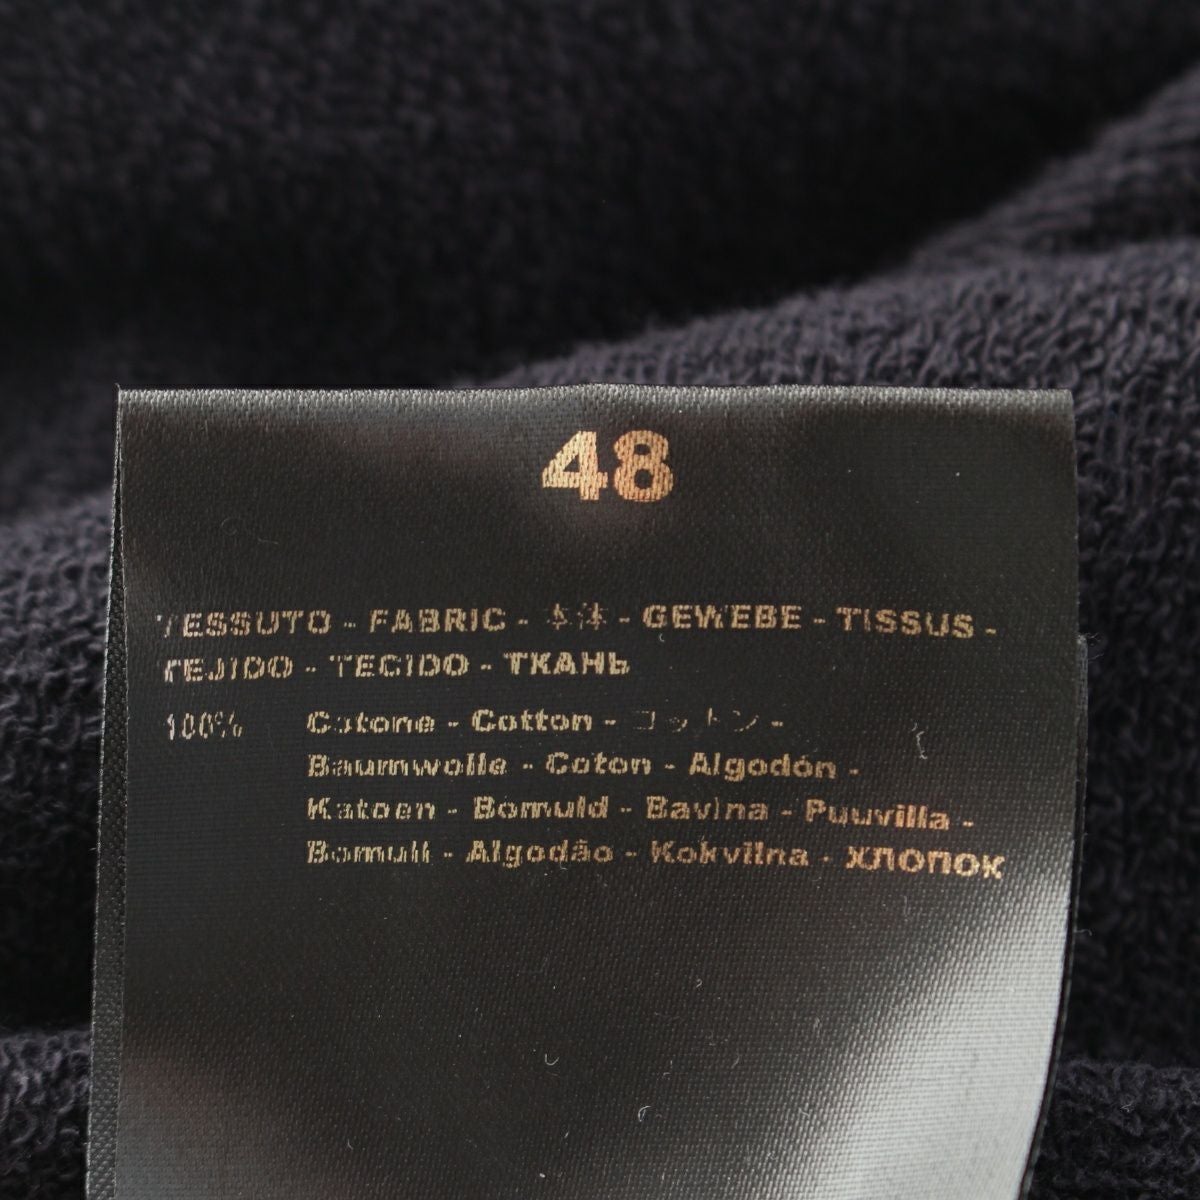 48
TESSUTO - FABRIC - 本体 - GEWEBE - TISSUS -
TEJIDO - TECIDO - ТКАНЬ
100% Cotone - Cotton - コットン -
Baumwolle - Coton - Algodón -
Katoen - Bomuld - Bavlna - Puuvilla -
Bomull - Algodão - Kokvilna - ХЛОПОК